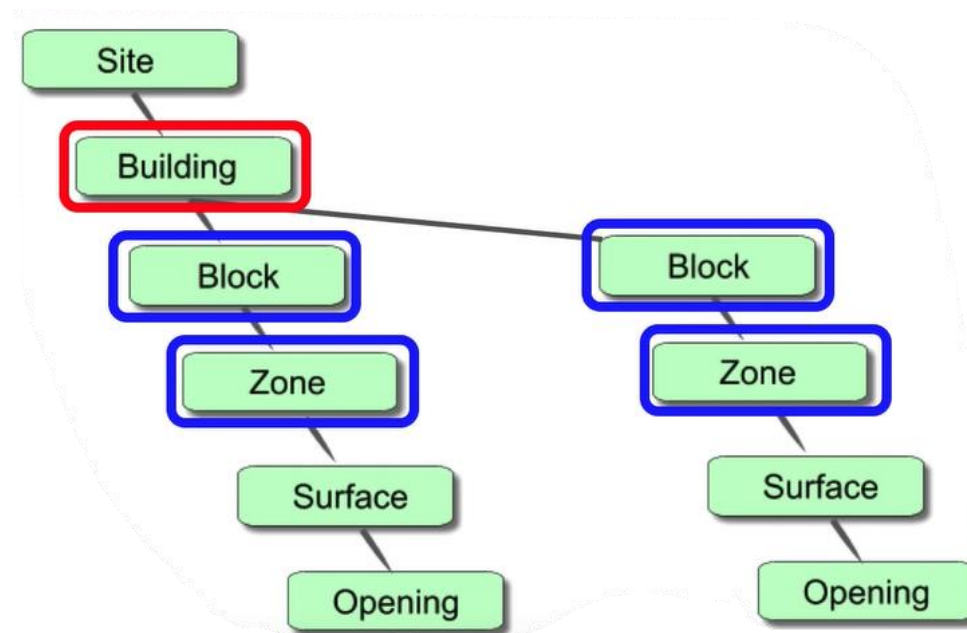 Site
Building
Block
Block
Zone
Zone
Surface
Surface
Opening
Opening